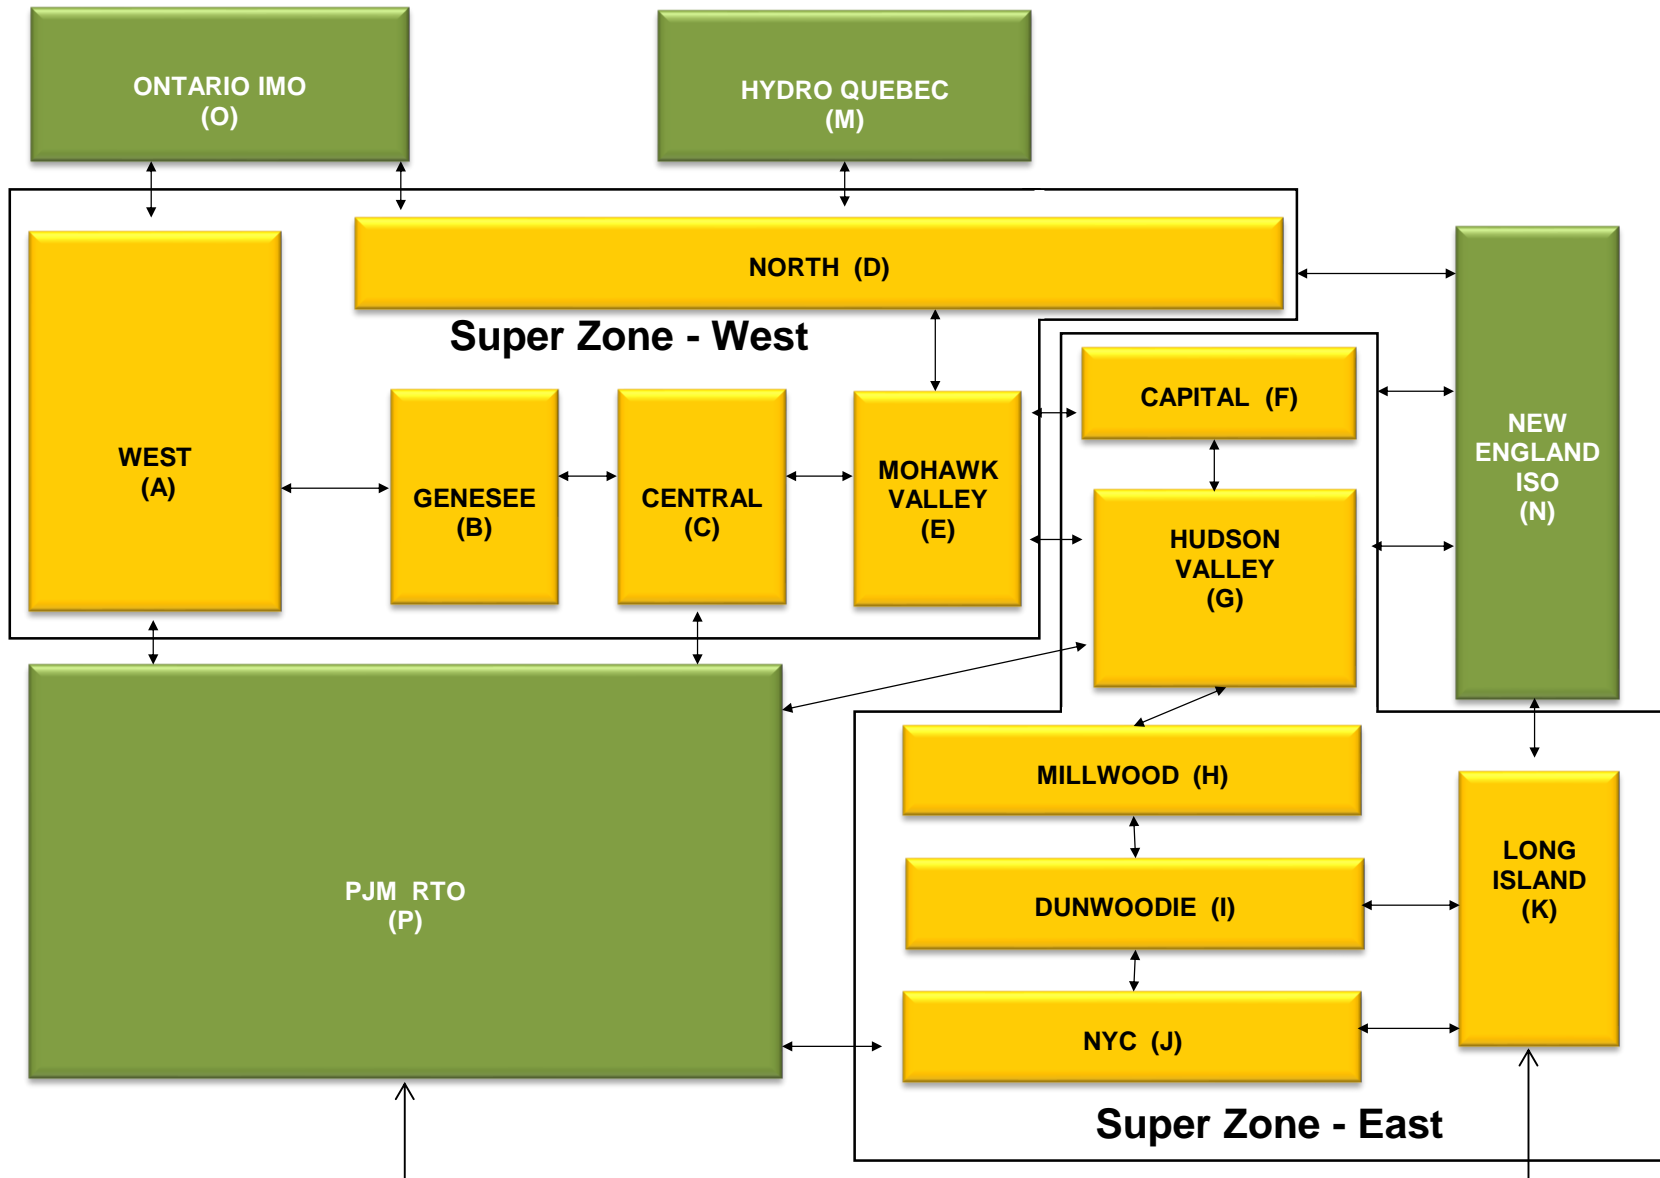 ONTARIO IMO
(O)
HYDRO QUEBEC
(M)
NORTH (D)
Super Zone - West
WEST
(A)
GENESEE
(B)
CENTRAL
(C)
MOHAWK
VALLEY
(E)
CAPITAL (F)
HUDSON
VALLEY
(G)
NEW
ENGLAND
ISO
(N)
PJM RTO
(P)
MILLWOOD (H)
DUNWOODIE (I)
NYC (J)
LONG
ISLAND
(K)
Super Zone - East